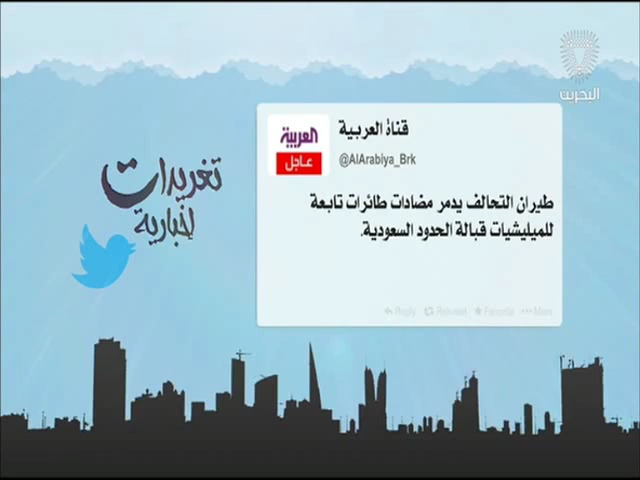 البحرين
تغريدات
إخبارية
العربية
عاجل
قناة العربية
@AlArabiya_Brk
طيران التحالف يدمر مضادات طائرات تابعة
للميليشيات قبالة الحدود السعودية.
Reply Retweet Favorite More